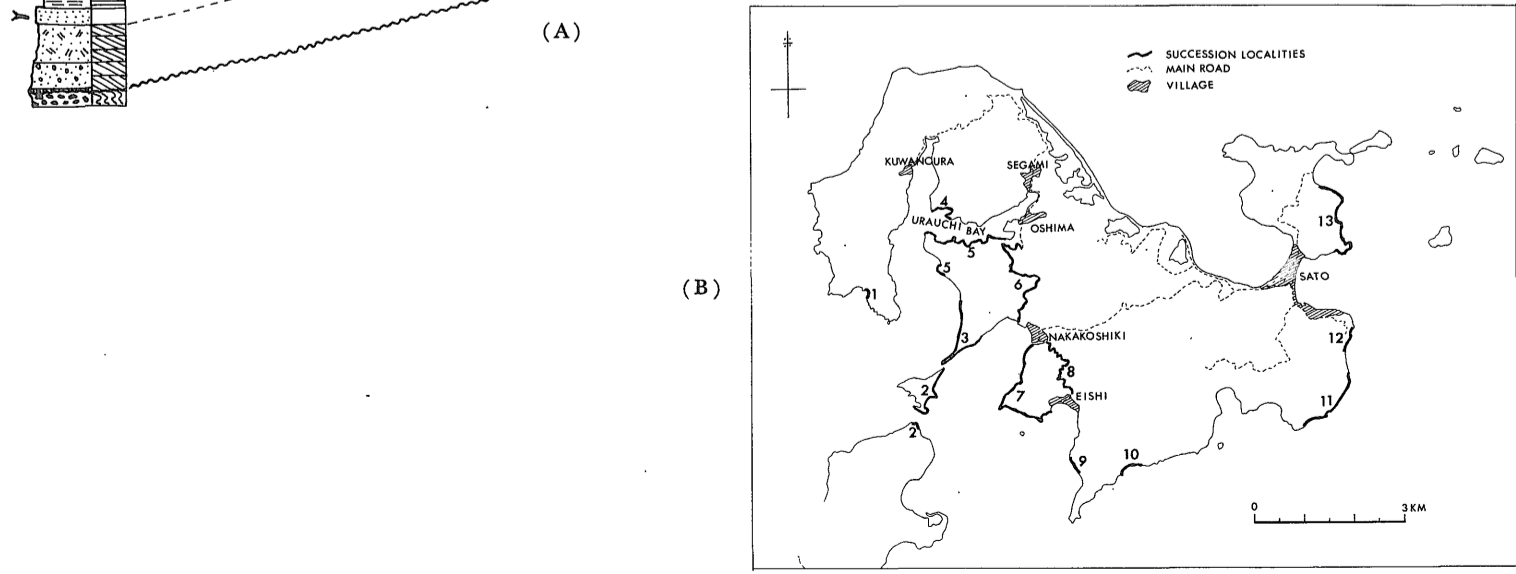 (A)
(B)
SUCCESSION LOCALITIES
MAIN ROAD
VILLAGE
KUWANOURA
SEGAMI
4
URAUCHI BAY
OSHIMA
5
5
13
SATO
1
6
3
NAKAKOSHIKI
12
8
2
7
EISHI
11
2
9
10
0
3 KM